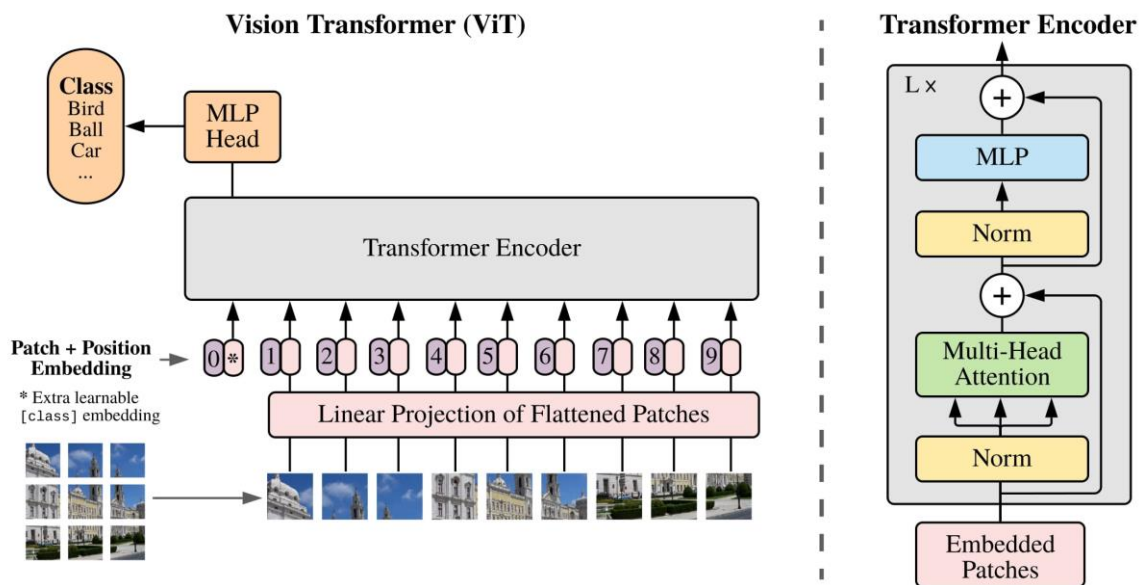 Vision Transformer (ViT)
Class
Bird
Ball
Car
...
MLP
Head
Transformer Encoder
Patch + Position
Embedding
0 * 1 2 3 4 5 6 7 8 9
* Extra learnable
[class] embedding
Linear Projection of Flattened Patches
Transformer Encoder
L ×
+
MLP
Norm
+
Multi-Head
Attention
Norm
Embedded
Patches